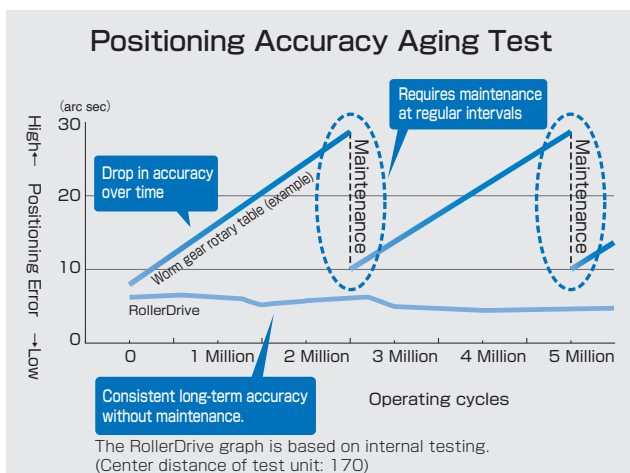 Positioning Accuracy Aging Test
(arc sec)
High← Positioning Error →Low
30
20
10
0
Drop in accuracy
over time
Worm gear rotary table (example)
Requires maintenance
at regular intervals
Maintenance
Maintenance
RollerDrive
0 1 Million 2 Million 3 Million 4 Million 5 Million
Operating cycles
Consistent long-term accuracy
without maintenance.
The RollerDrive graph is based on internal testing.
(Center distance of test unit: 170)